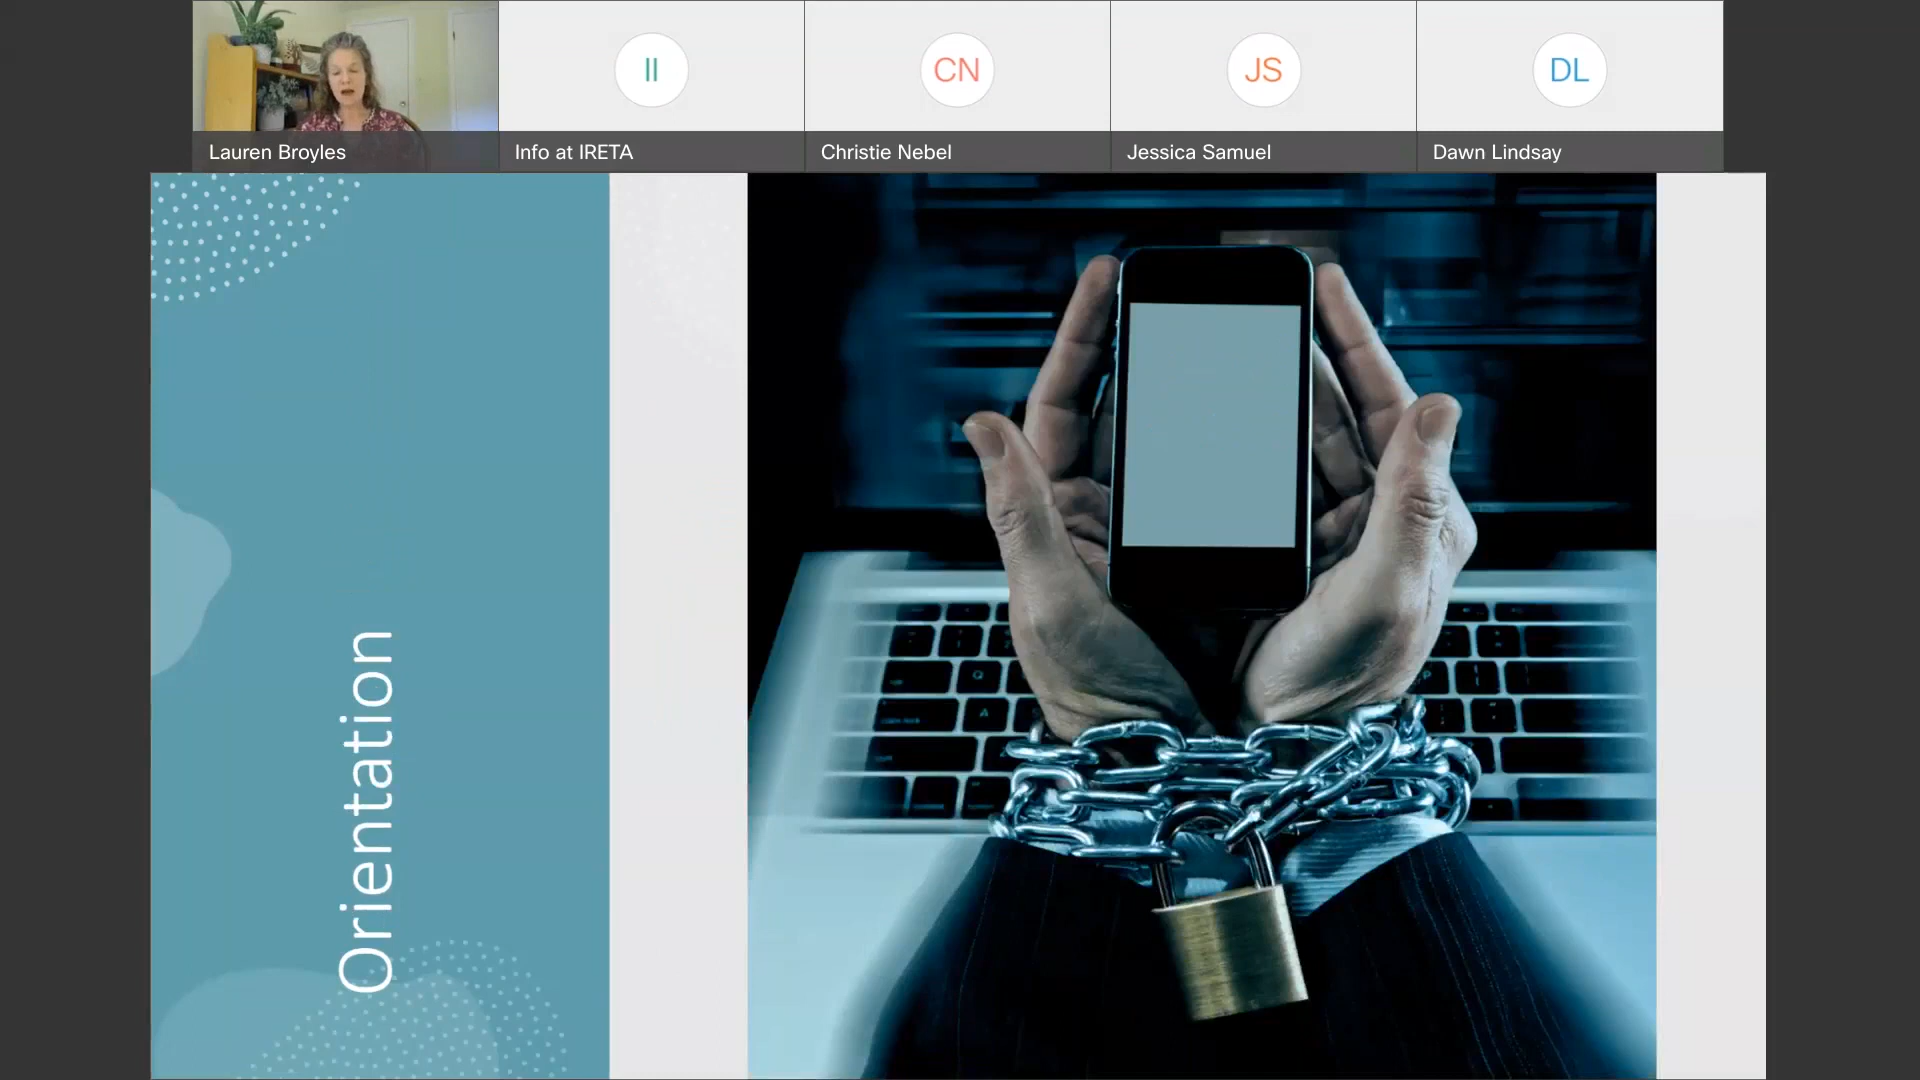 Lauren Broyles
II
Info at IRETA
CN
Christie Nebel
JS
Jessica Samuel
DL
Dawn Lindsay
Orientation
Q
A
P